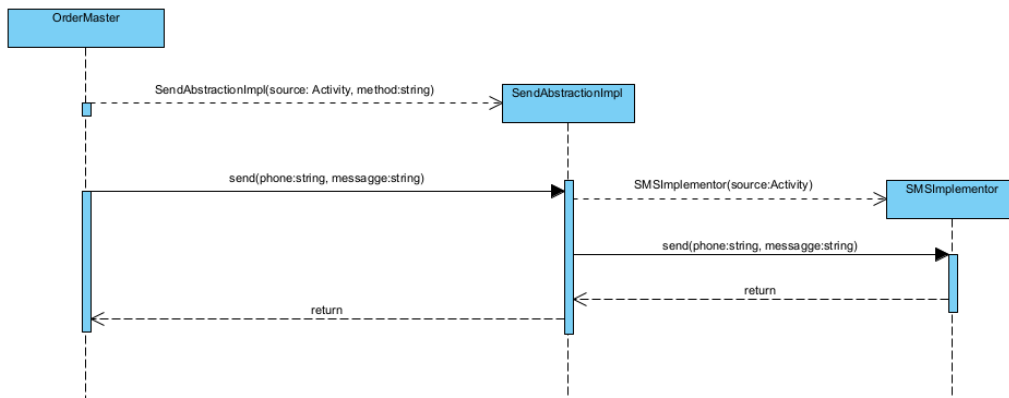 OrderMaster
SendAbstractionImpl(source: Activity, method:string)
SendAbstractionImpl
send(phone:string, messagge:string)
SMSImplementor(source:Activity)
SMSImplementor
send(phone:string, messagge:string)
return
return